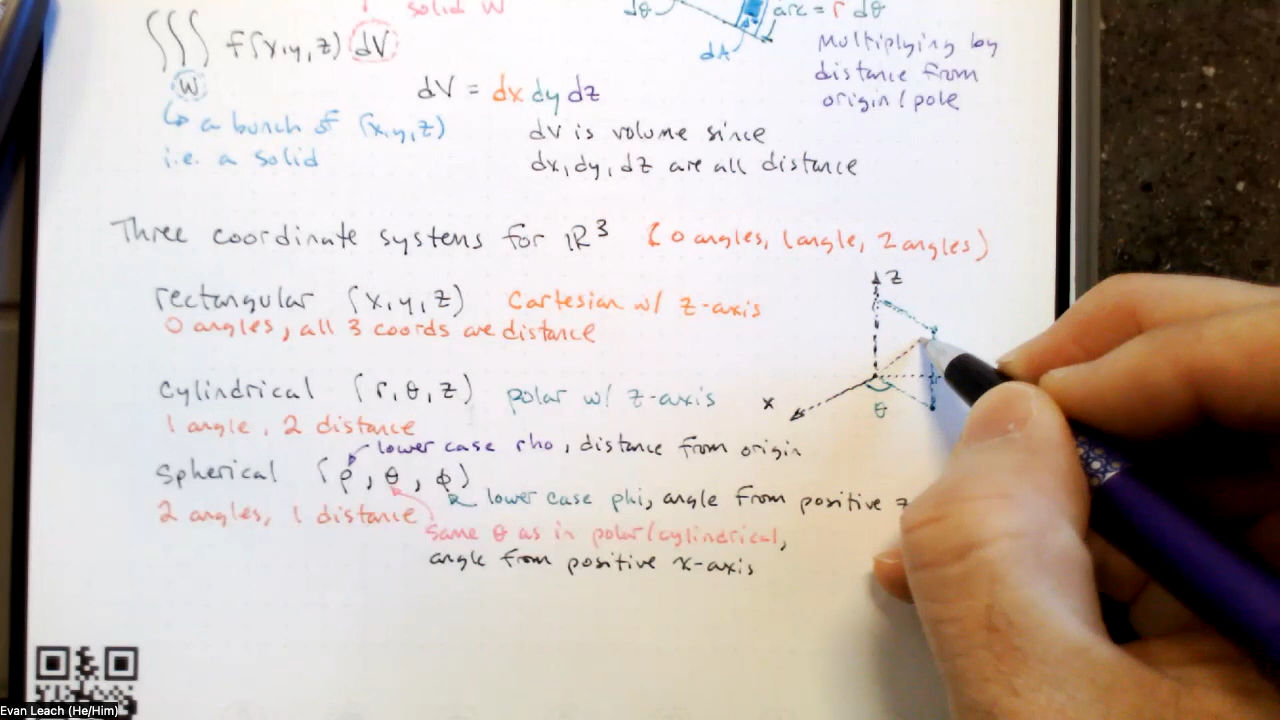 solid W
dθ
arc = r dθ
∫∫∫ f(x,y,z) dV
W
dA
Multiplying by
distance from
origin/pole
dV = dx dy dz
↳ a bunch of (x,y,z)
i.e. a solid
dV is volume since
dx, dy, dz are all distance
Three coordinate systems for ℝ³ (0 angles, 1 angle, 2 angles)
rectangular (x,y,z) Cartesian w/ z-axis
0 angles, all 3 coords are distance
z
cylindrical (r,θ,z) polar w/ z-axis
x
θ
1 angle, 2 distance
lower case rho, distance from origin
spherical (ρ, θ, φ)
lower case phi, angle from positive z
2 angles, 1 distance
same θ as in polar/cylindrical,
angle from positive x-axis
Evan Leach (He/Him)